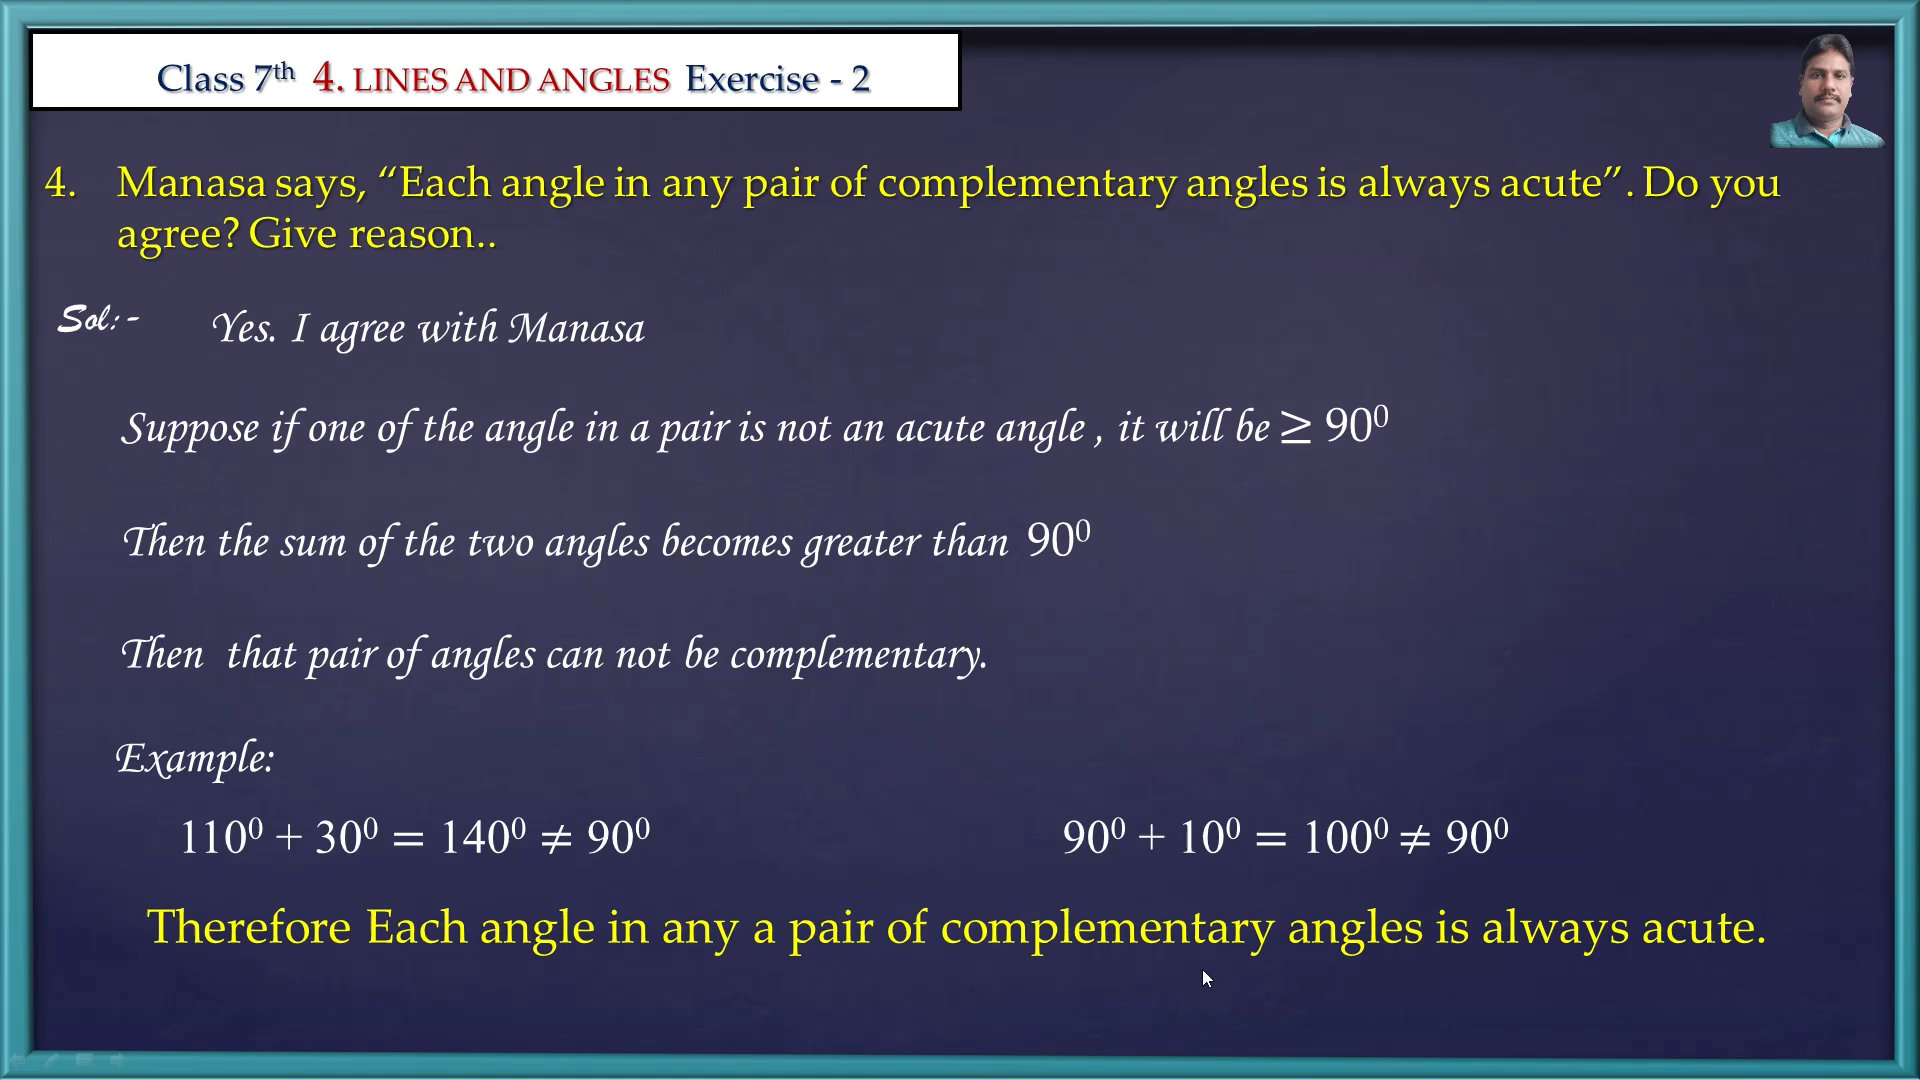 Class 7th 4. LINES AND ANGLES Exercise - 2
4. Manasa says, “Each angle in any pair of complementary angles is always acute”. Do you
agree? Give reason..
Sol: - Yes. I agree with Manasa
Suppose if one of the angle in a pair is not an acute angle , it will be ≥ 90⁰
Then the sum of the two angles becomes greater than 90⁰
Then that pair of angles can not be complementary.
Example:
110⁰ + 30⁰ = 140⁰ ≠ 90⁰ 90⁰ + 10⁰ = 100⁰ ≠ 90⁰
Therefore Each angle in any a pair of complementary angles is always acute.